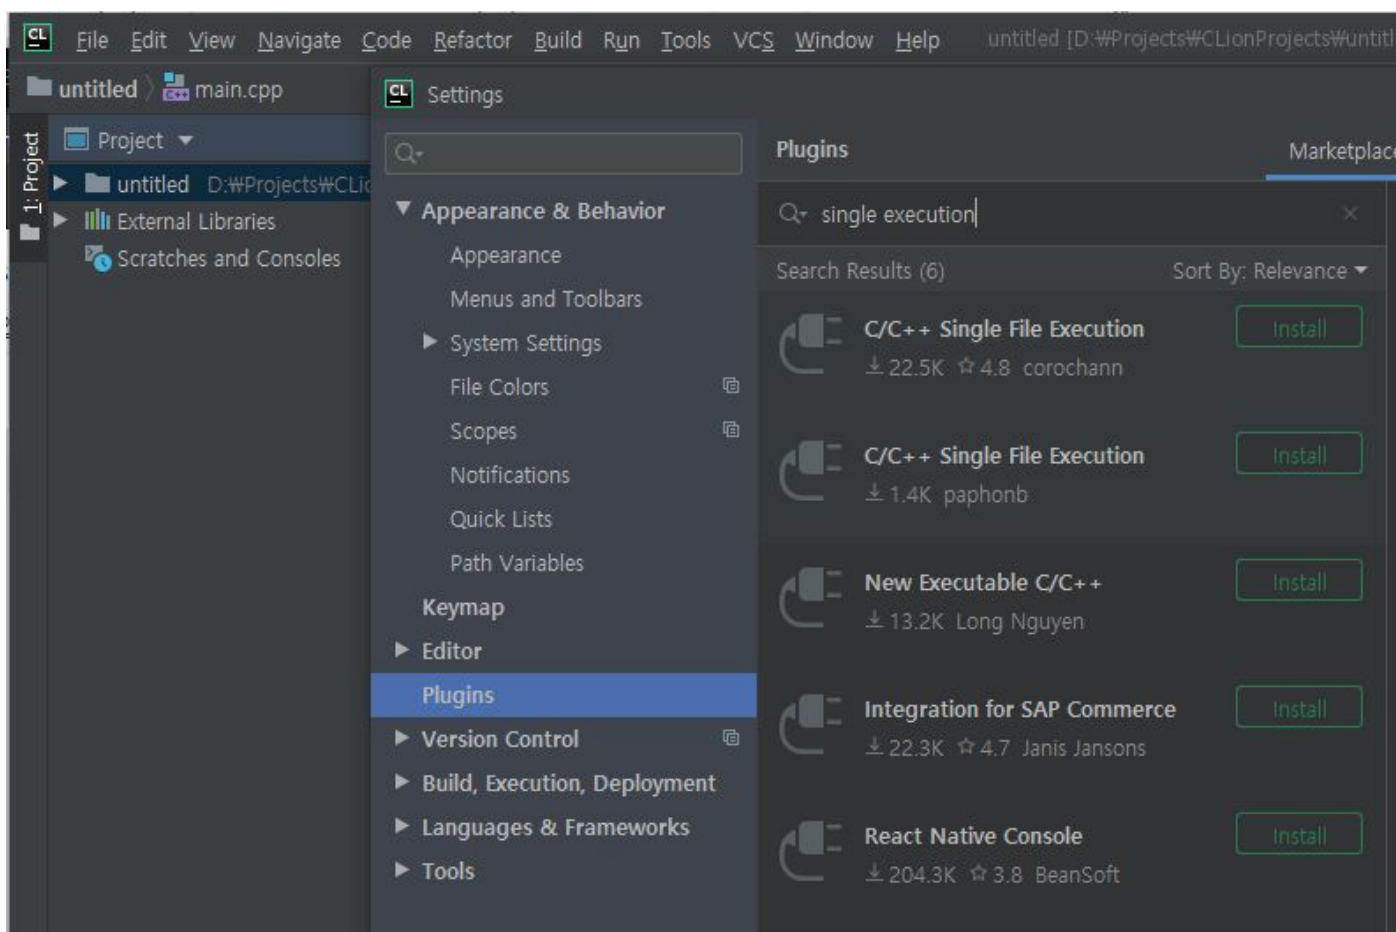 CL File Edit View Navigate Code Refactor Build Run Tools VCS Window Help untitled [D:₩Projects₩CLionProjects₩untitl
untitled main.cpp
1: Project
Project
untitled D:₩Projects₩CLio
External Libraries
Scratches and Consoles
CL Settings
Appearance & Behavior
Appearance
Menus and Toolbars
System Settings
File Colors
Scopes
Notifications
Quick Lists
Path Variables
Keymap
Editor
Plugins
Version Control
Build, Execution, Deployment
Languages & Frameworks
Tools
Plugins Marketplace
single execution
Search Results (6) Sort By: Relevance
C/C++ Single File Execution Install
22.5K 4.8 corochann
C/C++ Single File Execution Install
1.4K paphonb
New Executable C/C++ Install
13.2K Long Nguyen
Integration for SAP Commerce Install
22.3K 4.7 Janis Jansons
React Native Console Install
204.3K 3.8 BeanSoft